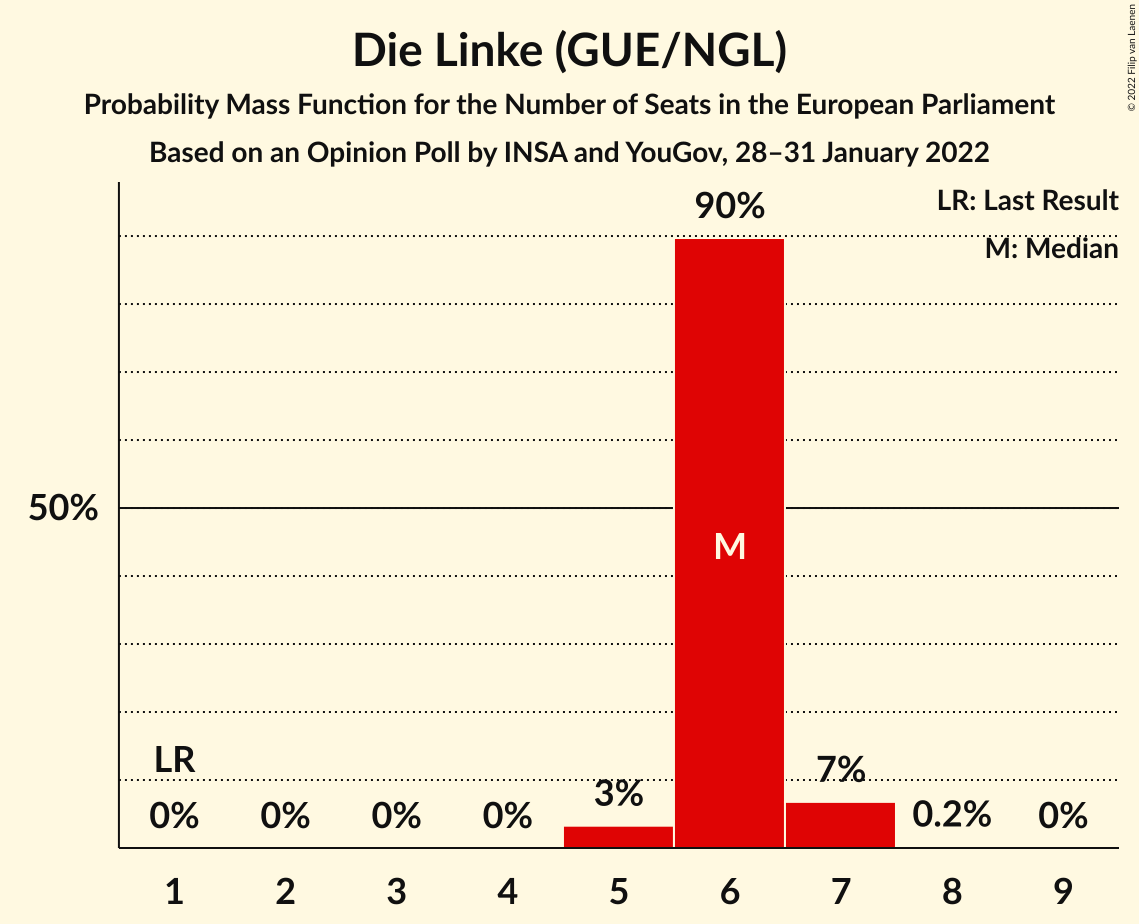 Die Linke (GUE/NGL)
Probability Mass Function for the Number of Seats in the European Parliament
Based on an Opinion Poll by INSA and YouGov, 28–31 January 2022
© 2022 Filip van Laenen
LR: Last Result
M: Median
90%
50%
M
LR
0%
0%
0%
0%
3%
7%
0.2%
0%
1 2 3 4 5 6 7 8 9